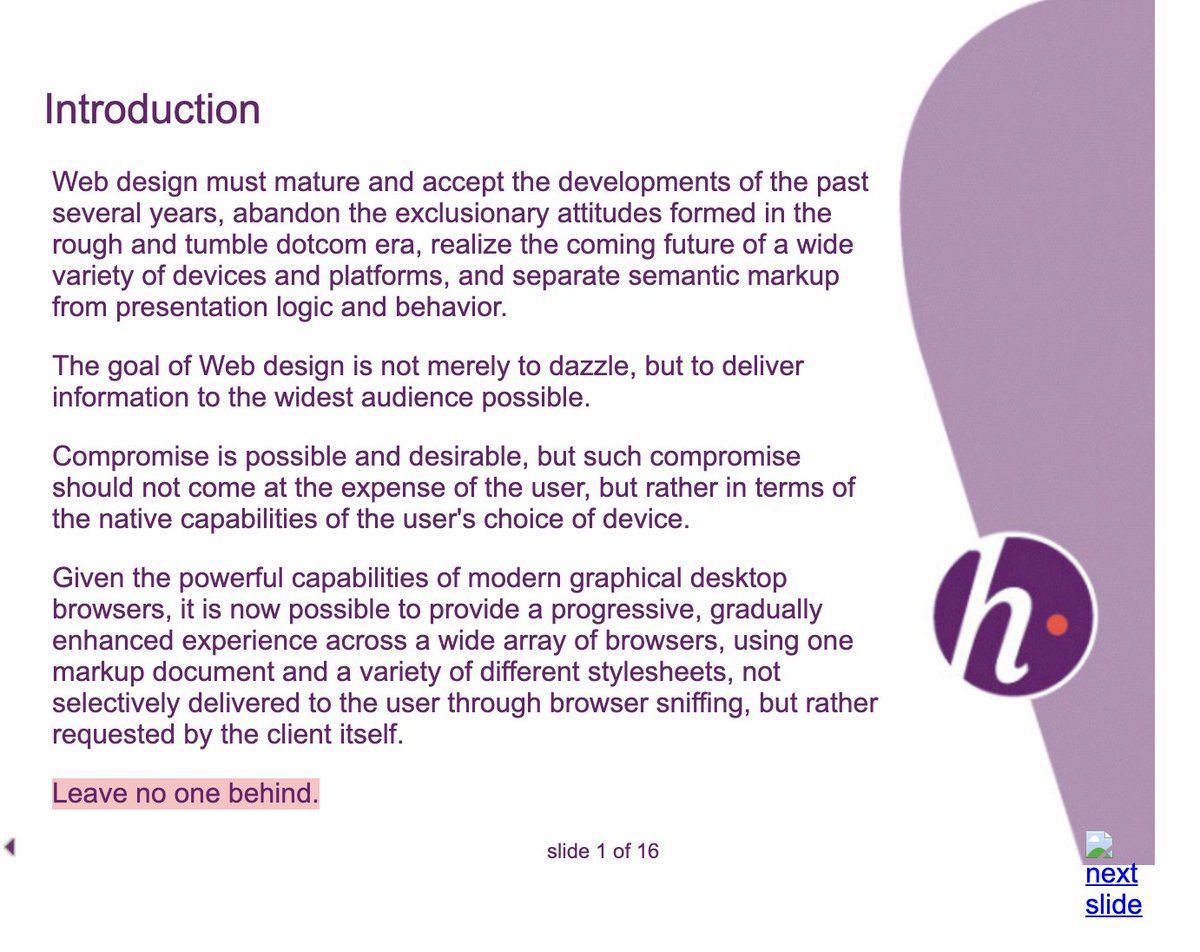 Introduction
Web design must mature and accept the developments of the past
several years, abandon the exclusionary attitudes formed in the
rough and tumble dotcom era, realize the coming future of a wide
variety of devices and platforms, and separate semantic markup
from presentation logic and behavior.
The goal of Web design is not merely to dazzle, but to deliver
information to the widest audience possible.
Compromise is possible and desirable, but such compromise
should not come at the expense of the user, but rather in terms of
the native capabilities of the user's choice of device.
Given the powerful capabilities of modern graphical desktop
browsers, it is now possible to provide a progressive, gradually
enhanced experience across a wide array of browsers, using one
markup document and a variety of different stylesheets, not
selectively delivered to the user through browser sniffing, but rather
requested by the client itself.
Leave no one behind.
h
slide 1 of 16
next
slide